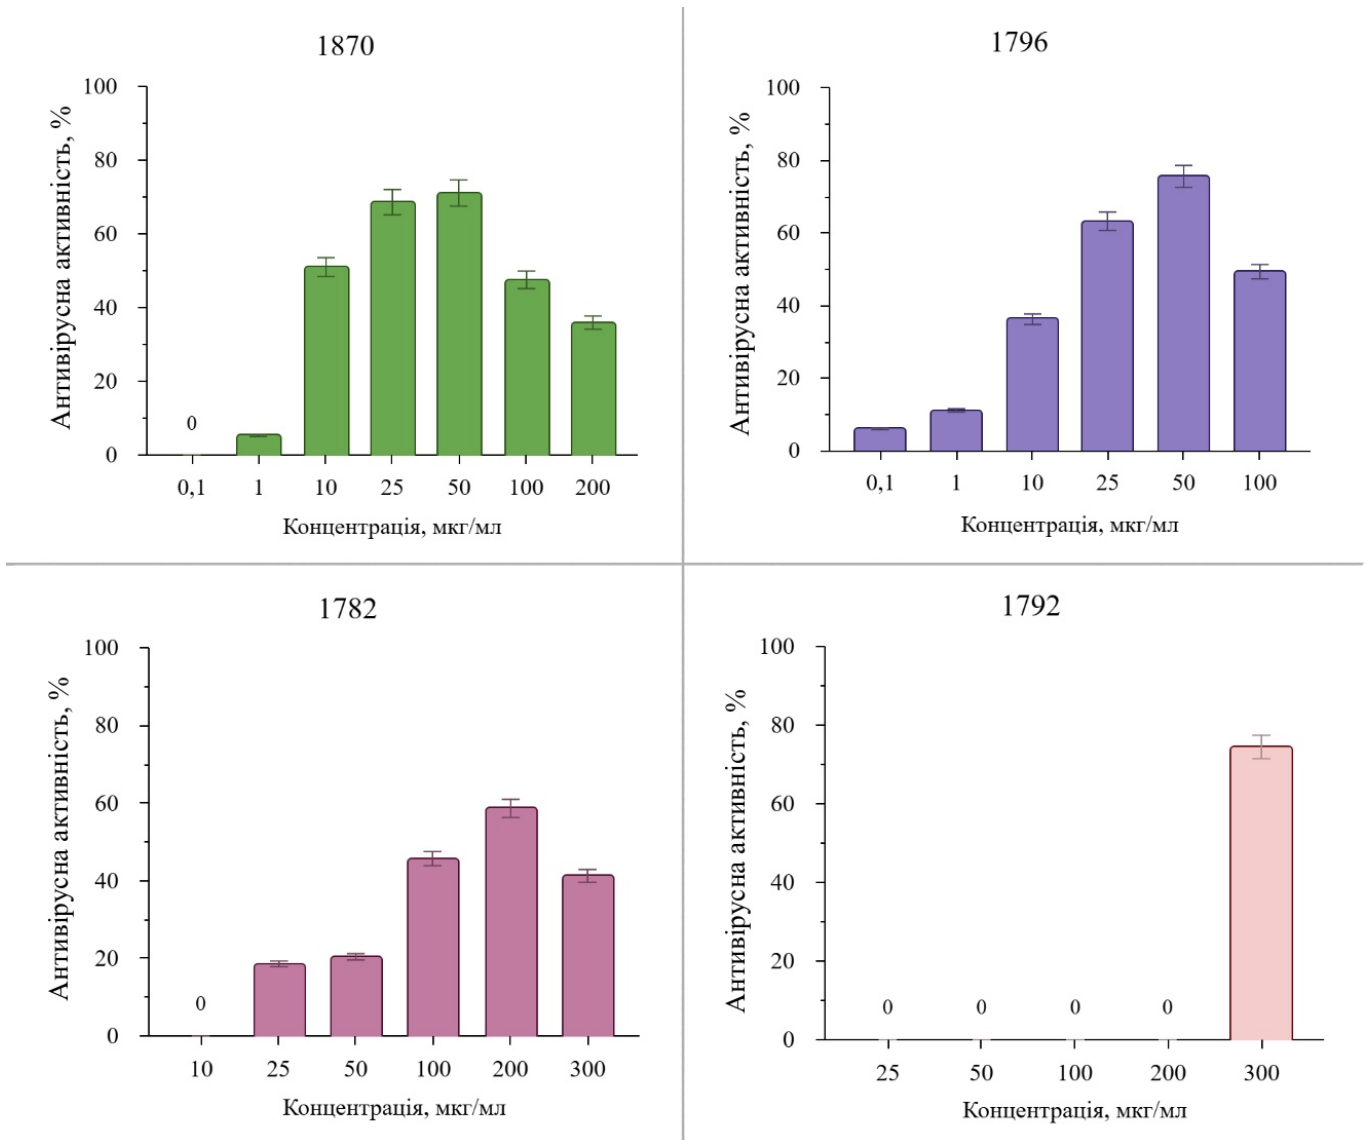 1870
Антивірусна активність, %
100
80
60
40
20
0
0
0,1 1 10 25 50 100 200
Концентрація, мкг/мл
1796
Антивірусна активність, %
100
80
60
40
20
0
0,1 1 10 25 50 100
Концентрація, мкг/мл
1782
Антивірусна активність, %
100
80
60
40
20
0
0
10 25 50 100 200 300
Концентрація, мкг/мл
1792
Антивірусна активність, %
100
80
60
40
20
0
0 0 0 0
25 50 100 200 300
Концентрація, мкг/мл